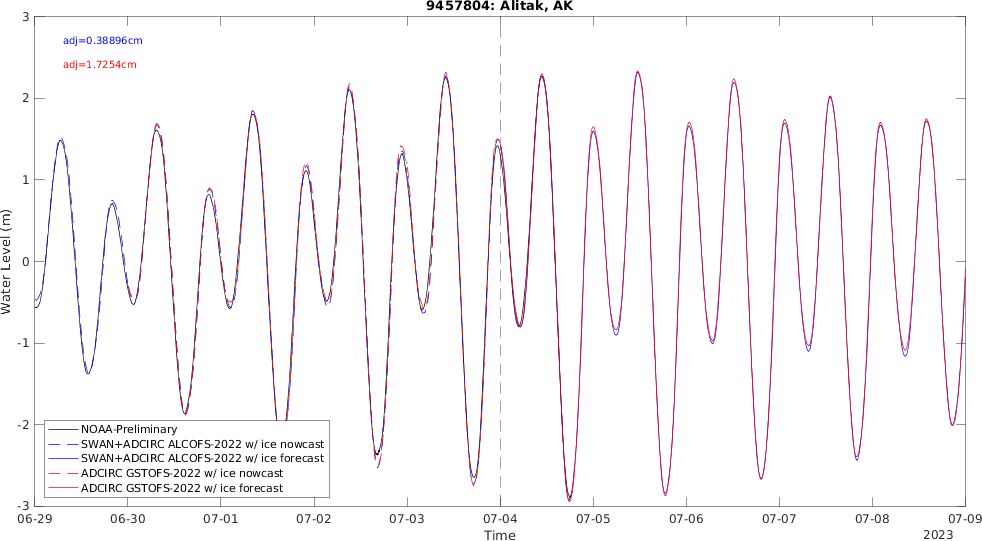 9457804: Alitak, AK
adj=0.38896cm
adj=1.7254cm
Water Level (m)
3
2
1
0
-1
-2
-3
NOAA-Preliminary
SWAN+ADCIRC ALCOFS-2022 w/ ice nowcast
SWAN+ADCIRC ALCOFS-2022 w/ ice forecast
ADCIRC GSTOFS-2022 w/ ice nowcast
ADCIRC GSTOFS-2022 w/ ice forecast
06-29 06-30 07-01 07-02 07-03 07-04 07-05 07-06 07-07 07-08 07-09
Time
2023